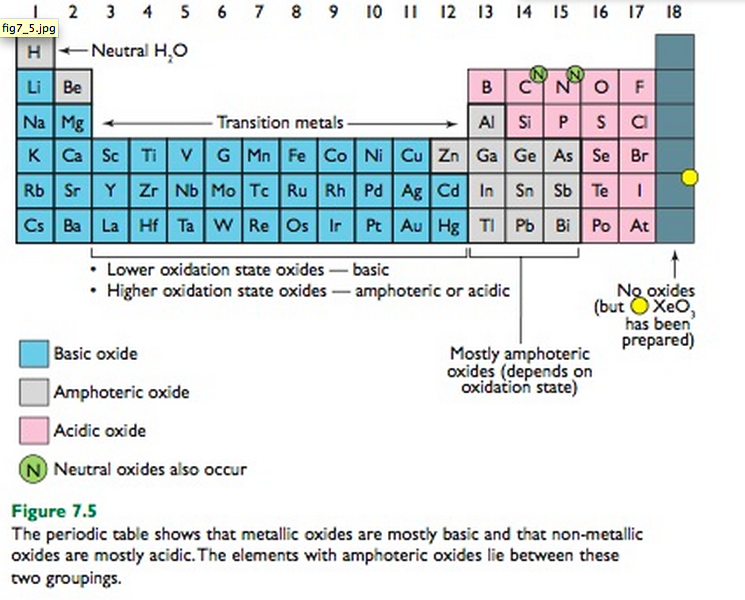 1 2 3 4 5 6 7 8 9 10 11 12 13 14 15 16 17 18
fig7_5.jpg
H Neutral H₂O
Li Be B C N N N O F
Na Mg Transition metals Al Si P S Cl
K Ca Sc Ti V G Mn Fe Co Ni Cu Zn Ga Ge As Se Br
Rb Sr Y Zr Nb Mo Tc Ru Rh Pd Ag Cd In Sn Sb Te I
Cs Ba La Hf Ta W Re Os Ir Pt Au Hg Tl Pb Bi Po At
• Lower oxidation state oxides — basic
• Higher oxidation state oxides — amphoteric or acidic
No oxides
(but XeO₃
has been
prepared)
Mostly amphoteric
oxides (depends on
oxidation state)
Basic oxide
Amphoteric oxide
Acidic oxide
N Neutral oxides also occur
Figure 7.5
The periodic table shows that metallic oxides are mostly basic and that non-metallic
oxides are mostly acidic. The elements with amphoteric oxides lie between these
two groupings.